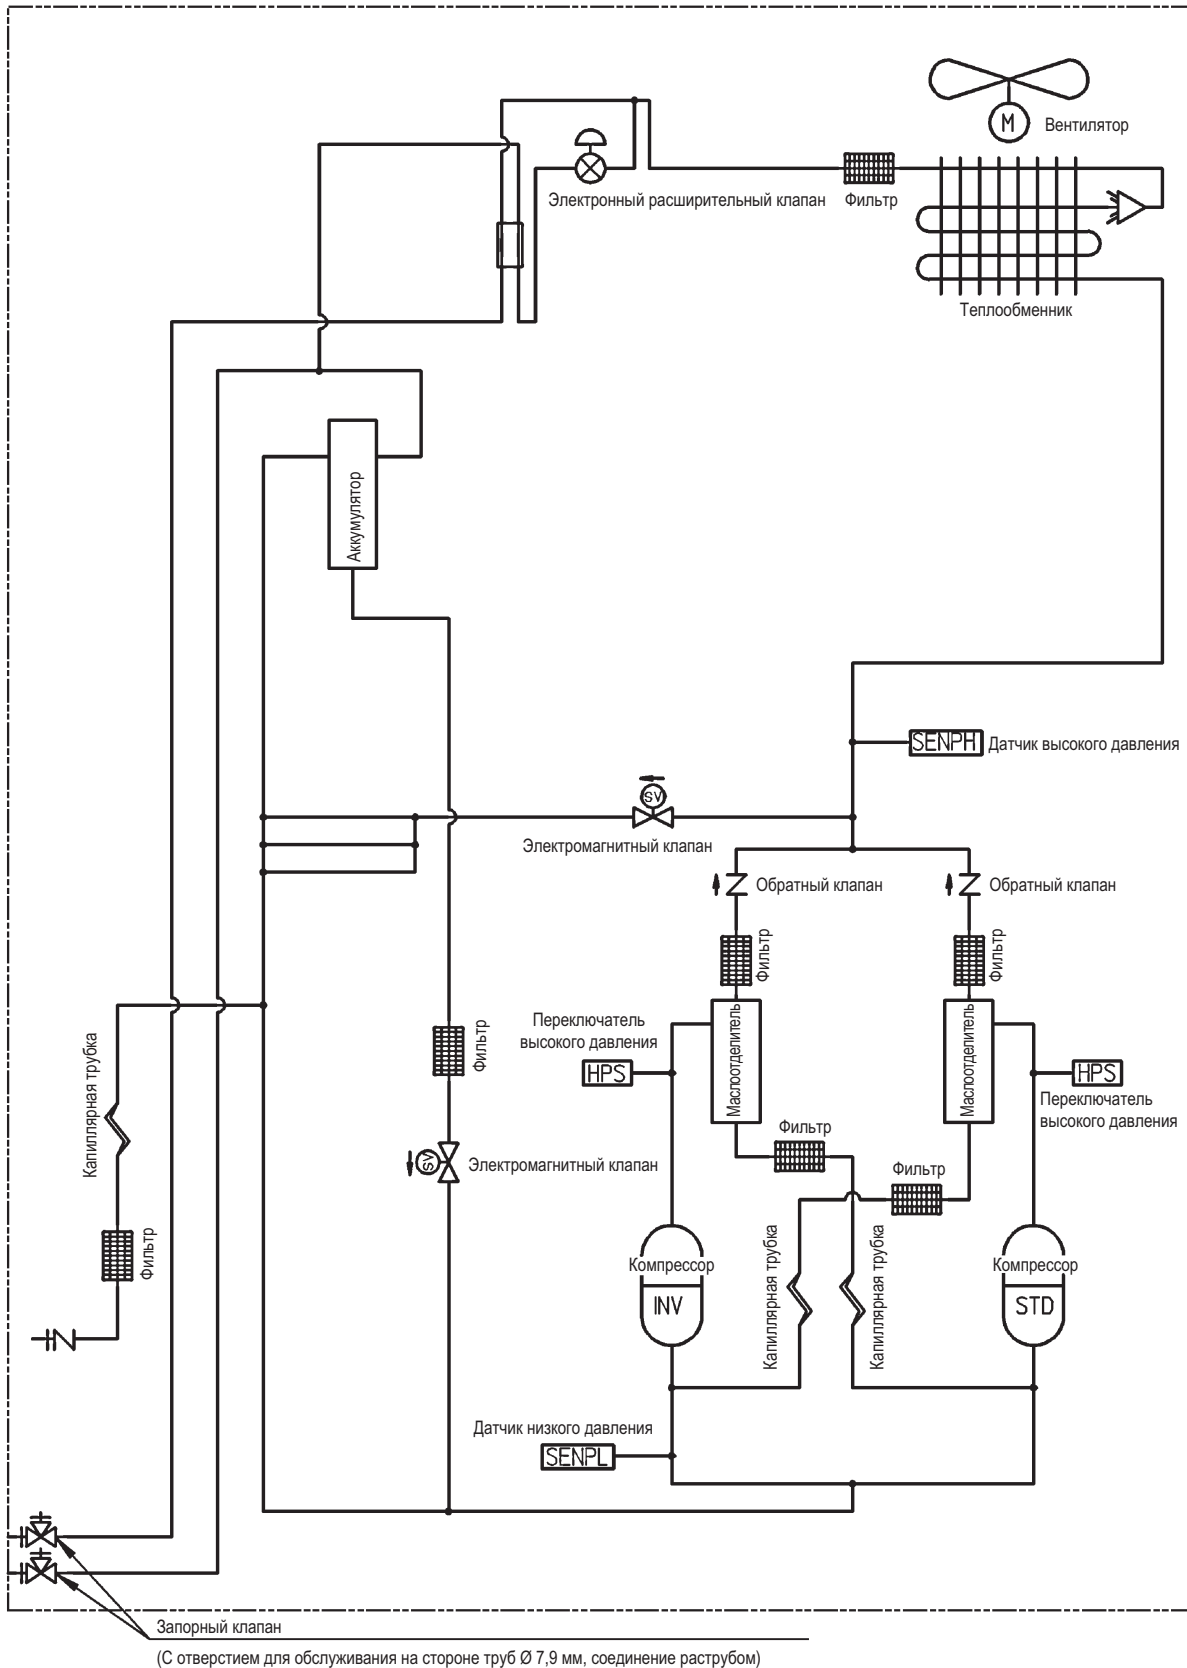 M
Вентилятор
Электронный расширительный клапан
Фильтр
Теплообменник
Аккумулятор
SENPH
Датчик высокого давления
SV
Электромагнитный клапан
Обратный клапан
Обратный клапан
Фильтр
Фильтр
Переключатель
высокого давления
HPS
Маслоотделитель
Маслоотделитель
HPS
Переключатель
высокого давления
Капиллярная трубка
Фильтр
Фильтр
SV
Электромагнитный клапан
Фильтр
Фильтр
Компрессор
INV
Капиллярная трубка
Капиллярная трубка
Компрессор
STD
Датчик низкого давления
SENPL
Запорный клапан
(С отверстием для обслуживания на стороне труб Ø 7,9 мм, соединение раструбом)